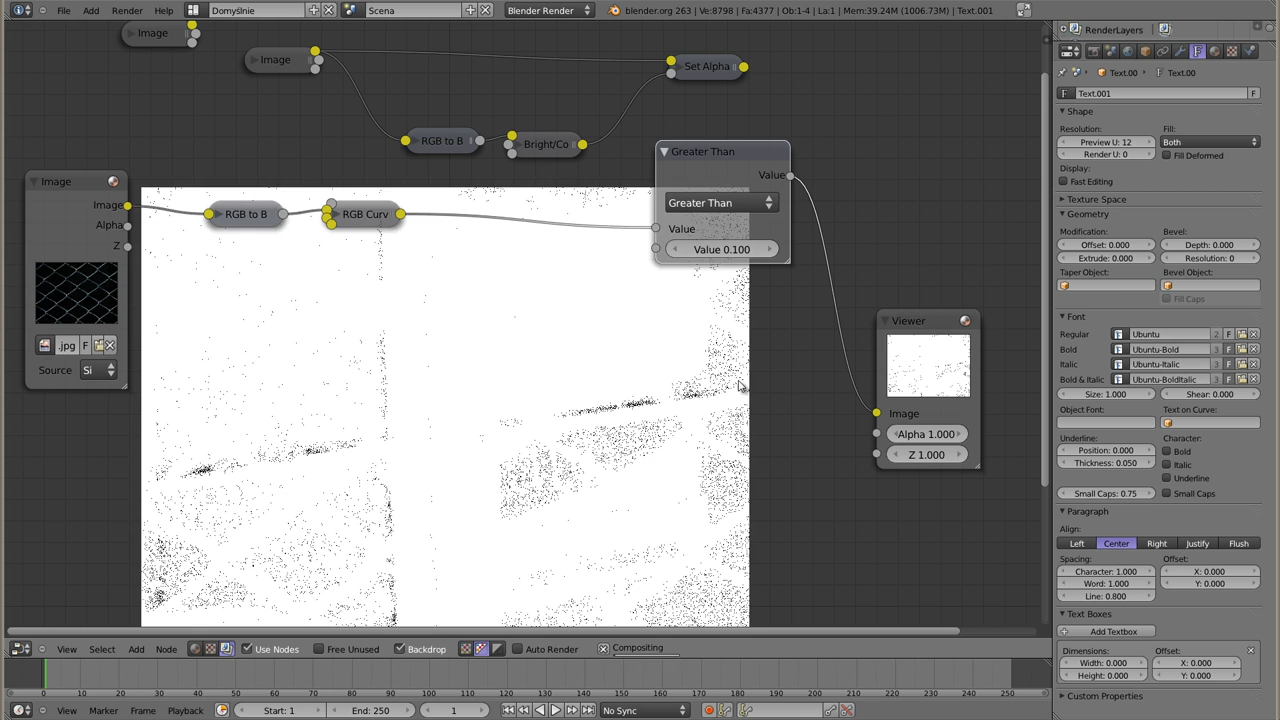 Domyślnie
Scena
Blender Render
blender.org 263 | Ve:8798 | Fa:4377 | Ob:1-4 | La:1 | Mem:39.24M (1006.73M) | Text.001
File
Add
Render
Help
RenderLayers
Text.00
Text.00
Text.001
F
Image
Image
Set Alpha
RGB to B
Bright/Co
Greater Than
Value
Greater Than
Value
Value 0.100
Image
Image
Alpha
Z
.jpg
F
Source
Si
RGB to B
RGB Curv
Viewer
Image
Alpha 1.000
Z 1.000
Shape
Resolution:
Fill:
Preview U: 12
Both
Render U: 0
Fill Deformed
Display:
Fast Editing
Texture Space
Geometry
Modification:
Bevel:
Offset: 0.000
Depth: 0.000
Extrude: 0.000
Resolution: 0
Taper Object:
Bevel Object:
Fill Caps
Font
Regular
Ubuntu
2
F
Bold
Ubuntu-Bold
3
F
Italic
Ubuntu-Italic
3
F
Bold & Italic
Ubuntu-BoldItalic
3
F
Size: 1.000
Shear: 0.000
Object Font:
Text on Curve:
Underline:
Character:
Position: 0.000
Bold
Thickness: 0.050
Italic
Underline
Small Caps: 0.75
Small Caps
Paragraph
Align:
Left
Center
Right
Justify
Flush
Spacing:
Offset:
Character: 1.000
X: 0.000
Word: 1.000
Y: 0.000
Line: 0.800
Text Boxes
Add Textbox
Dimensions:
Offset:
Width: 0.000
X: 0.000
Height: 0.000
Y: 0.000
Custom Properties
View
Select
Add
Node
Use Nodes
Free Unused
Backdrop
Auto Render
Compositing
0
10
20
30
40
50
60
70
80
90
100
110
120
130
140
150
160
170
180
190
200
210
220
230
240
250
View
Marker
Frame
Playback
Start: 1
End: 250
1
No Sync